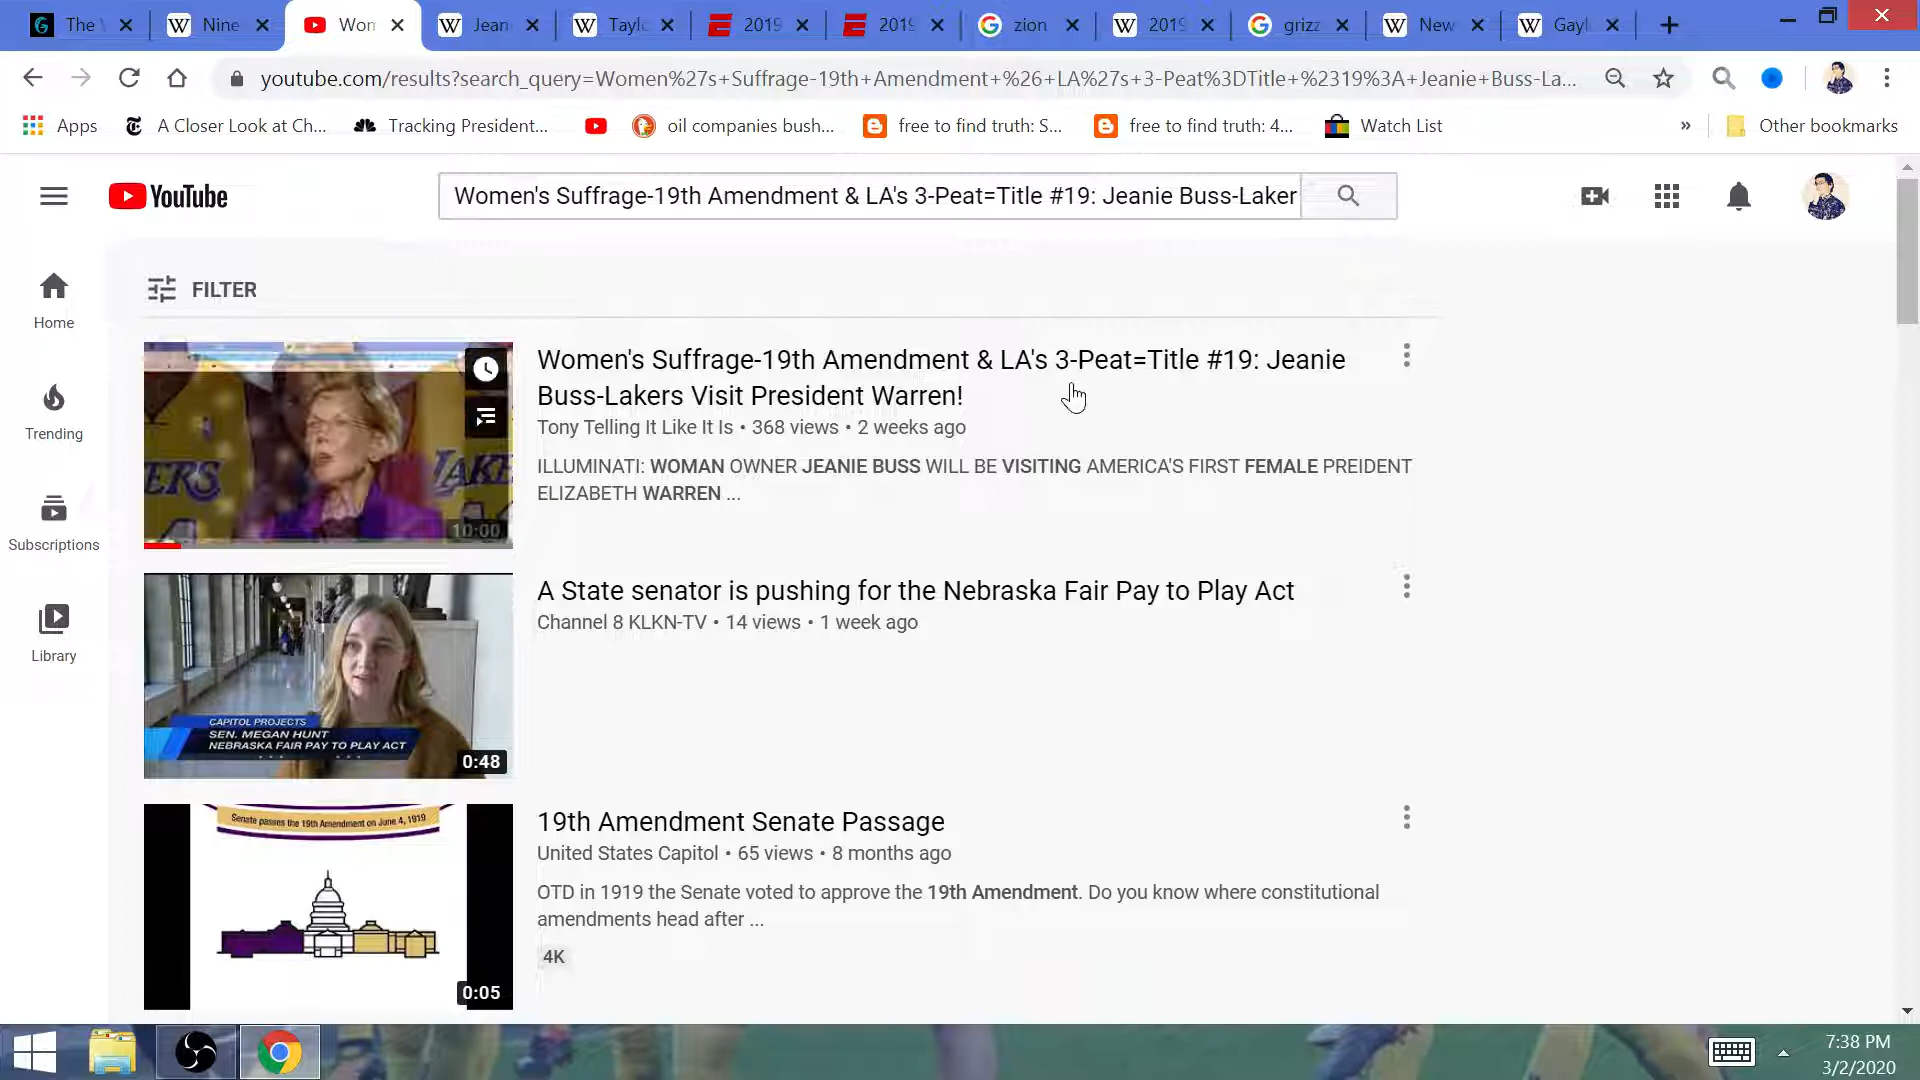 The
Nine
Wom
Jean
Taylo
2019
2019
zion
2019
grizz
New
Gayl
youtube.com/results?search_query=Women%27s+Suffrage-19th+Amendment+%26+LA%27s+3-Peat%3DTitle+%2319%3A+Jeanie+Buss-La...
Apps
A Closer Look at Ch...
Tracking President...
oil companies bush...
free to find truth: S...
free to find truth: 4...
Watch List
»
Other bookmarks
YouTube
Women's Suffrage-19th Amendment & LA's 3-Peat=Title #19: Jeanie Buss-Laker
FILTER
Home
Trending
Subscriptions
Library
ERS
LAKE
10:00
Women's Suffrage-19th Amendment & LA's 3-Peat=Title #19: Jeanie
Buss-Lakers Visit President Warren!
Tony Telling It Like It Is • 368 views • 2 weeks ago
ILLUMINATI: WOMAN OWNER JEANIE BUSS WILL BE VISITING AMERICA'S FIRST FEMALE PREIDENT
ELIZABETH WARREN ...
CAPITOL PROJECTS
SEN. MEGAN HUNT
NEBRASKA FAIR PAY TO PLAY ACT
0:48
A State senator is pushing for the Nebraska Fair Pay to Play Act
Channel 8 KLKN-TV • 14 views • 1 week ago
Senate passes the 19th Amendment on June 4, 1919
0:05
19th Amendment Senate Passage
United States Capitol • 65 views • 8 months ago
OTD in 1919 the Senate voted to approve the 19th Amendment. Do you know where constitutional
amendments head after ...
4K
7:38 PM
3/2/2020